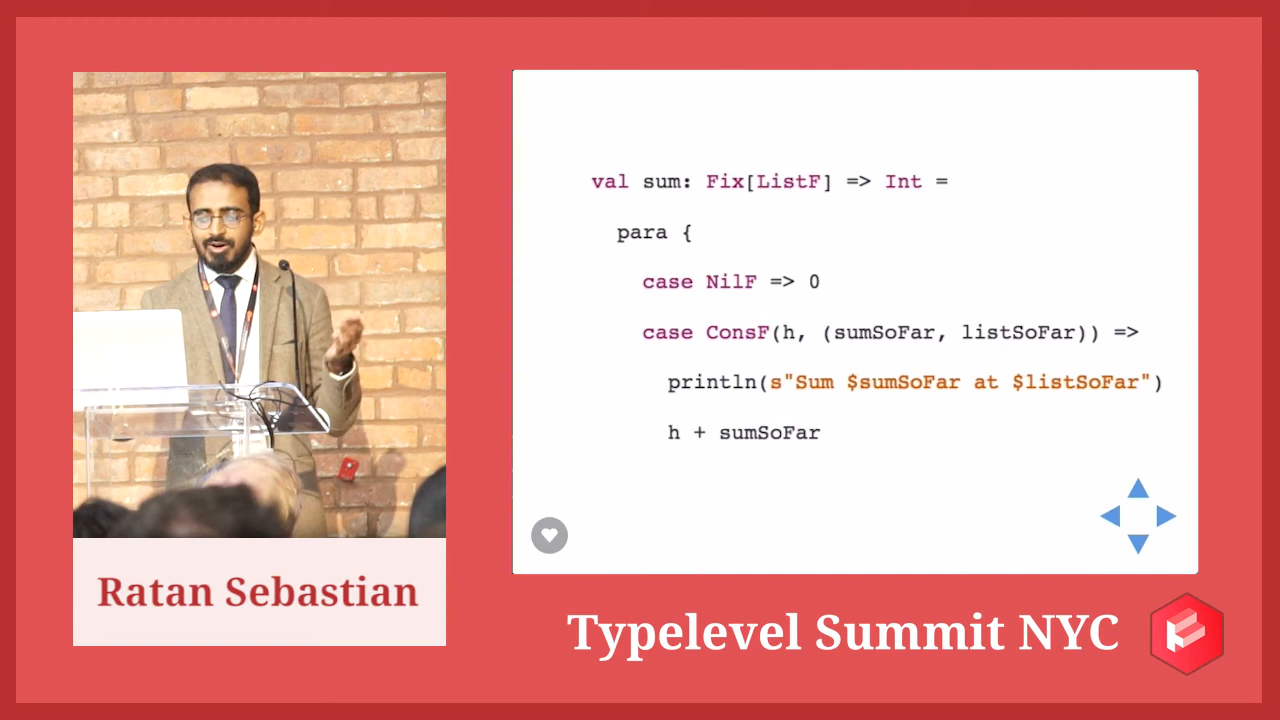 val sum: Fix[ListF] => Int =
para {
case NilF => 0
case ConsF(h, (sumSoFar, listSoFar)) =>
println(s"Sum $sumSoFar at $listSoFar")
h + sumSoFar
Ratan Sebastian
Typelevel Summit NYC